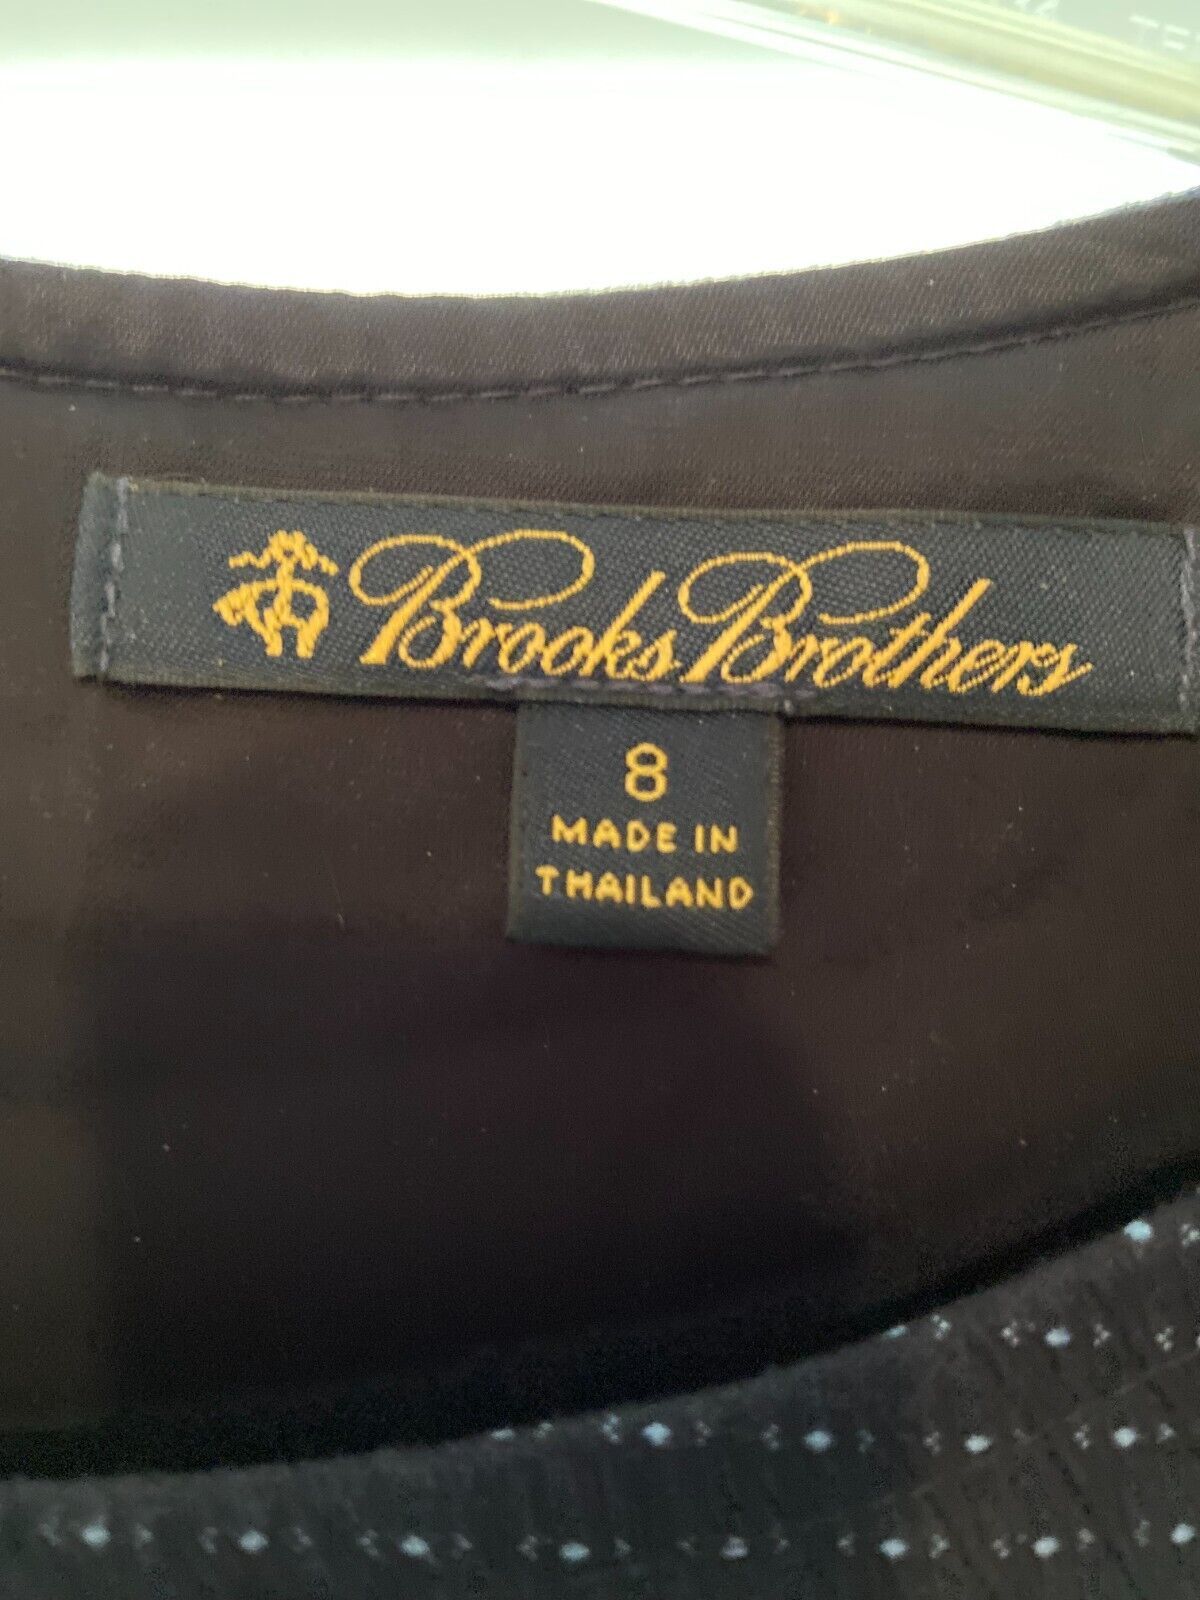 Brooks Brothers
8
MADE IN
THAILAND